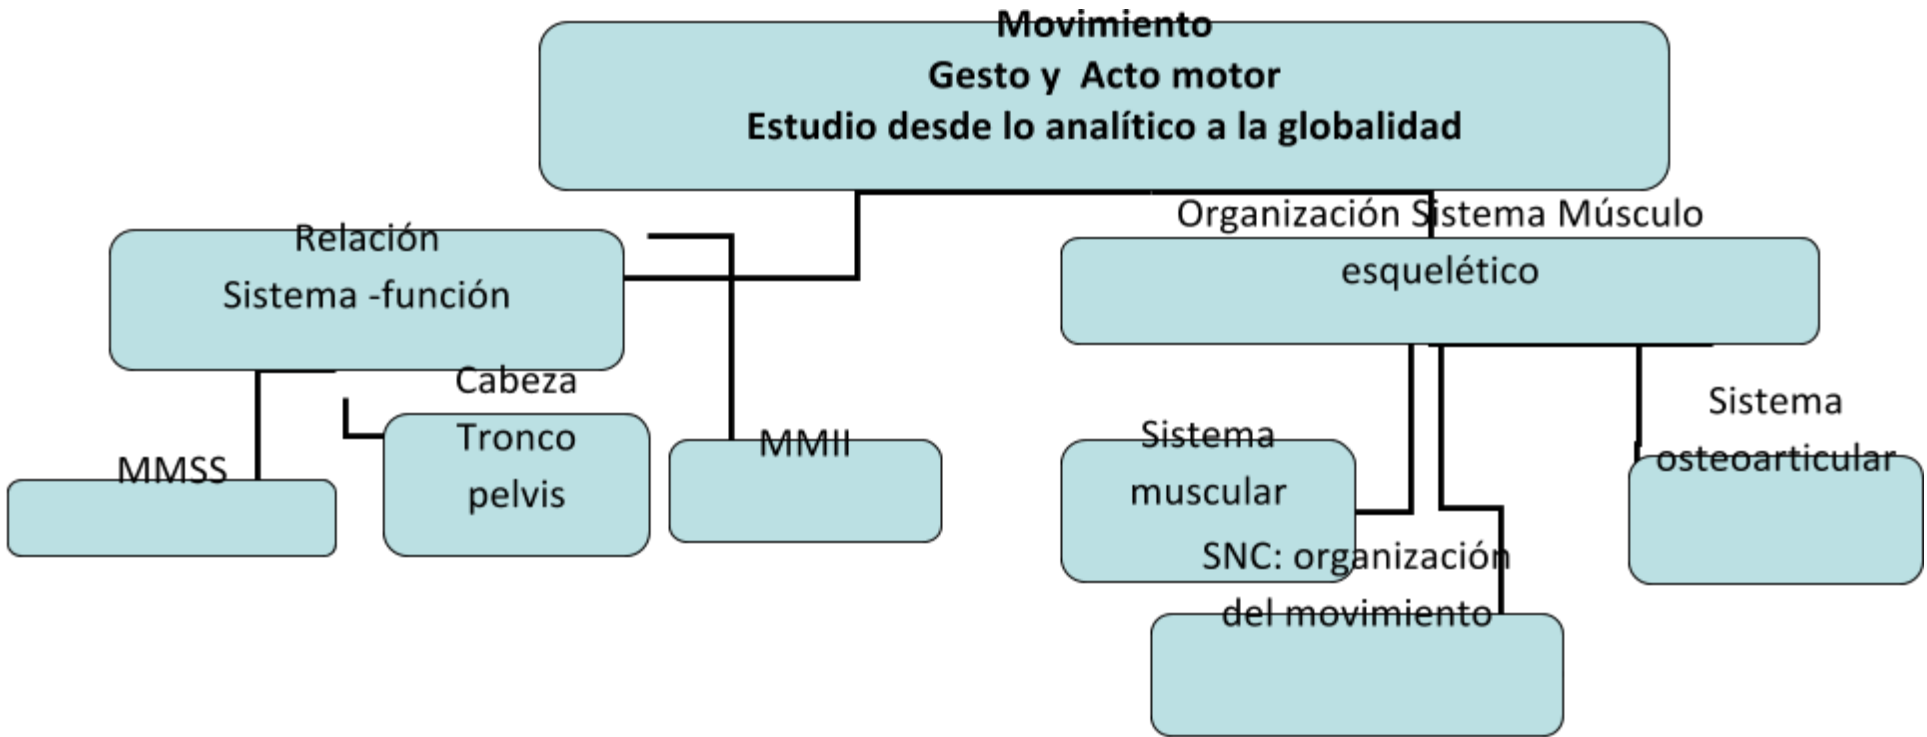 Movimiento
Gesto y Acto motor
Estudio desde lo analítico a la globalidad
Relación
Sistema -función
Organización Sistema Músculo
esquelético
MMSS
Cabeza
Tronco
pelvis
MMII
Sistema
muscular
SNC: organización
del movimiento
Sistema
osteoarticular